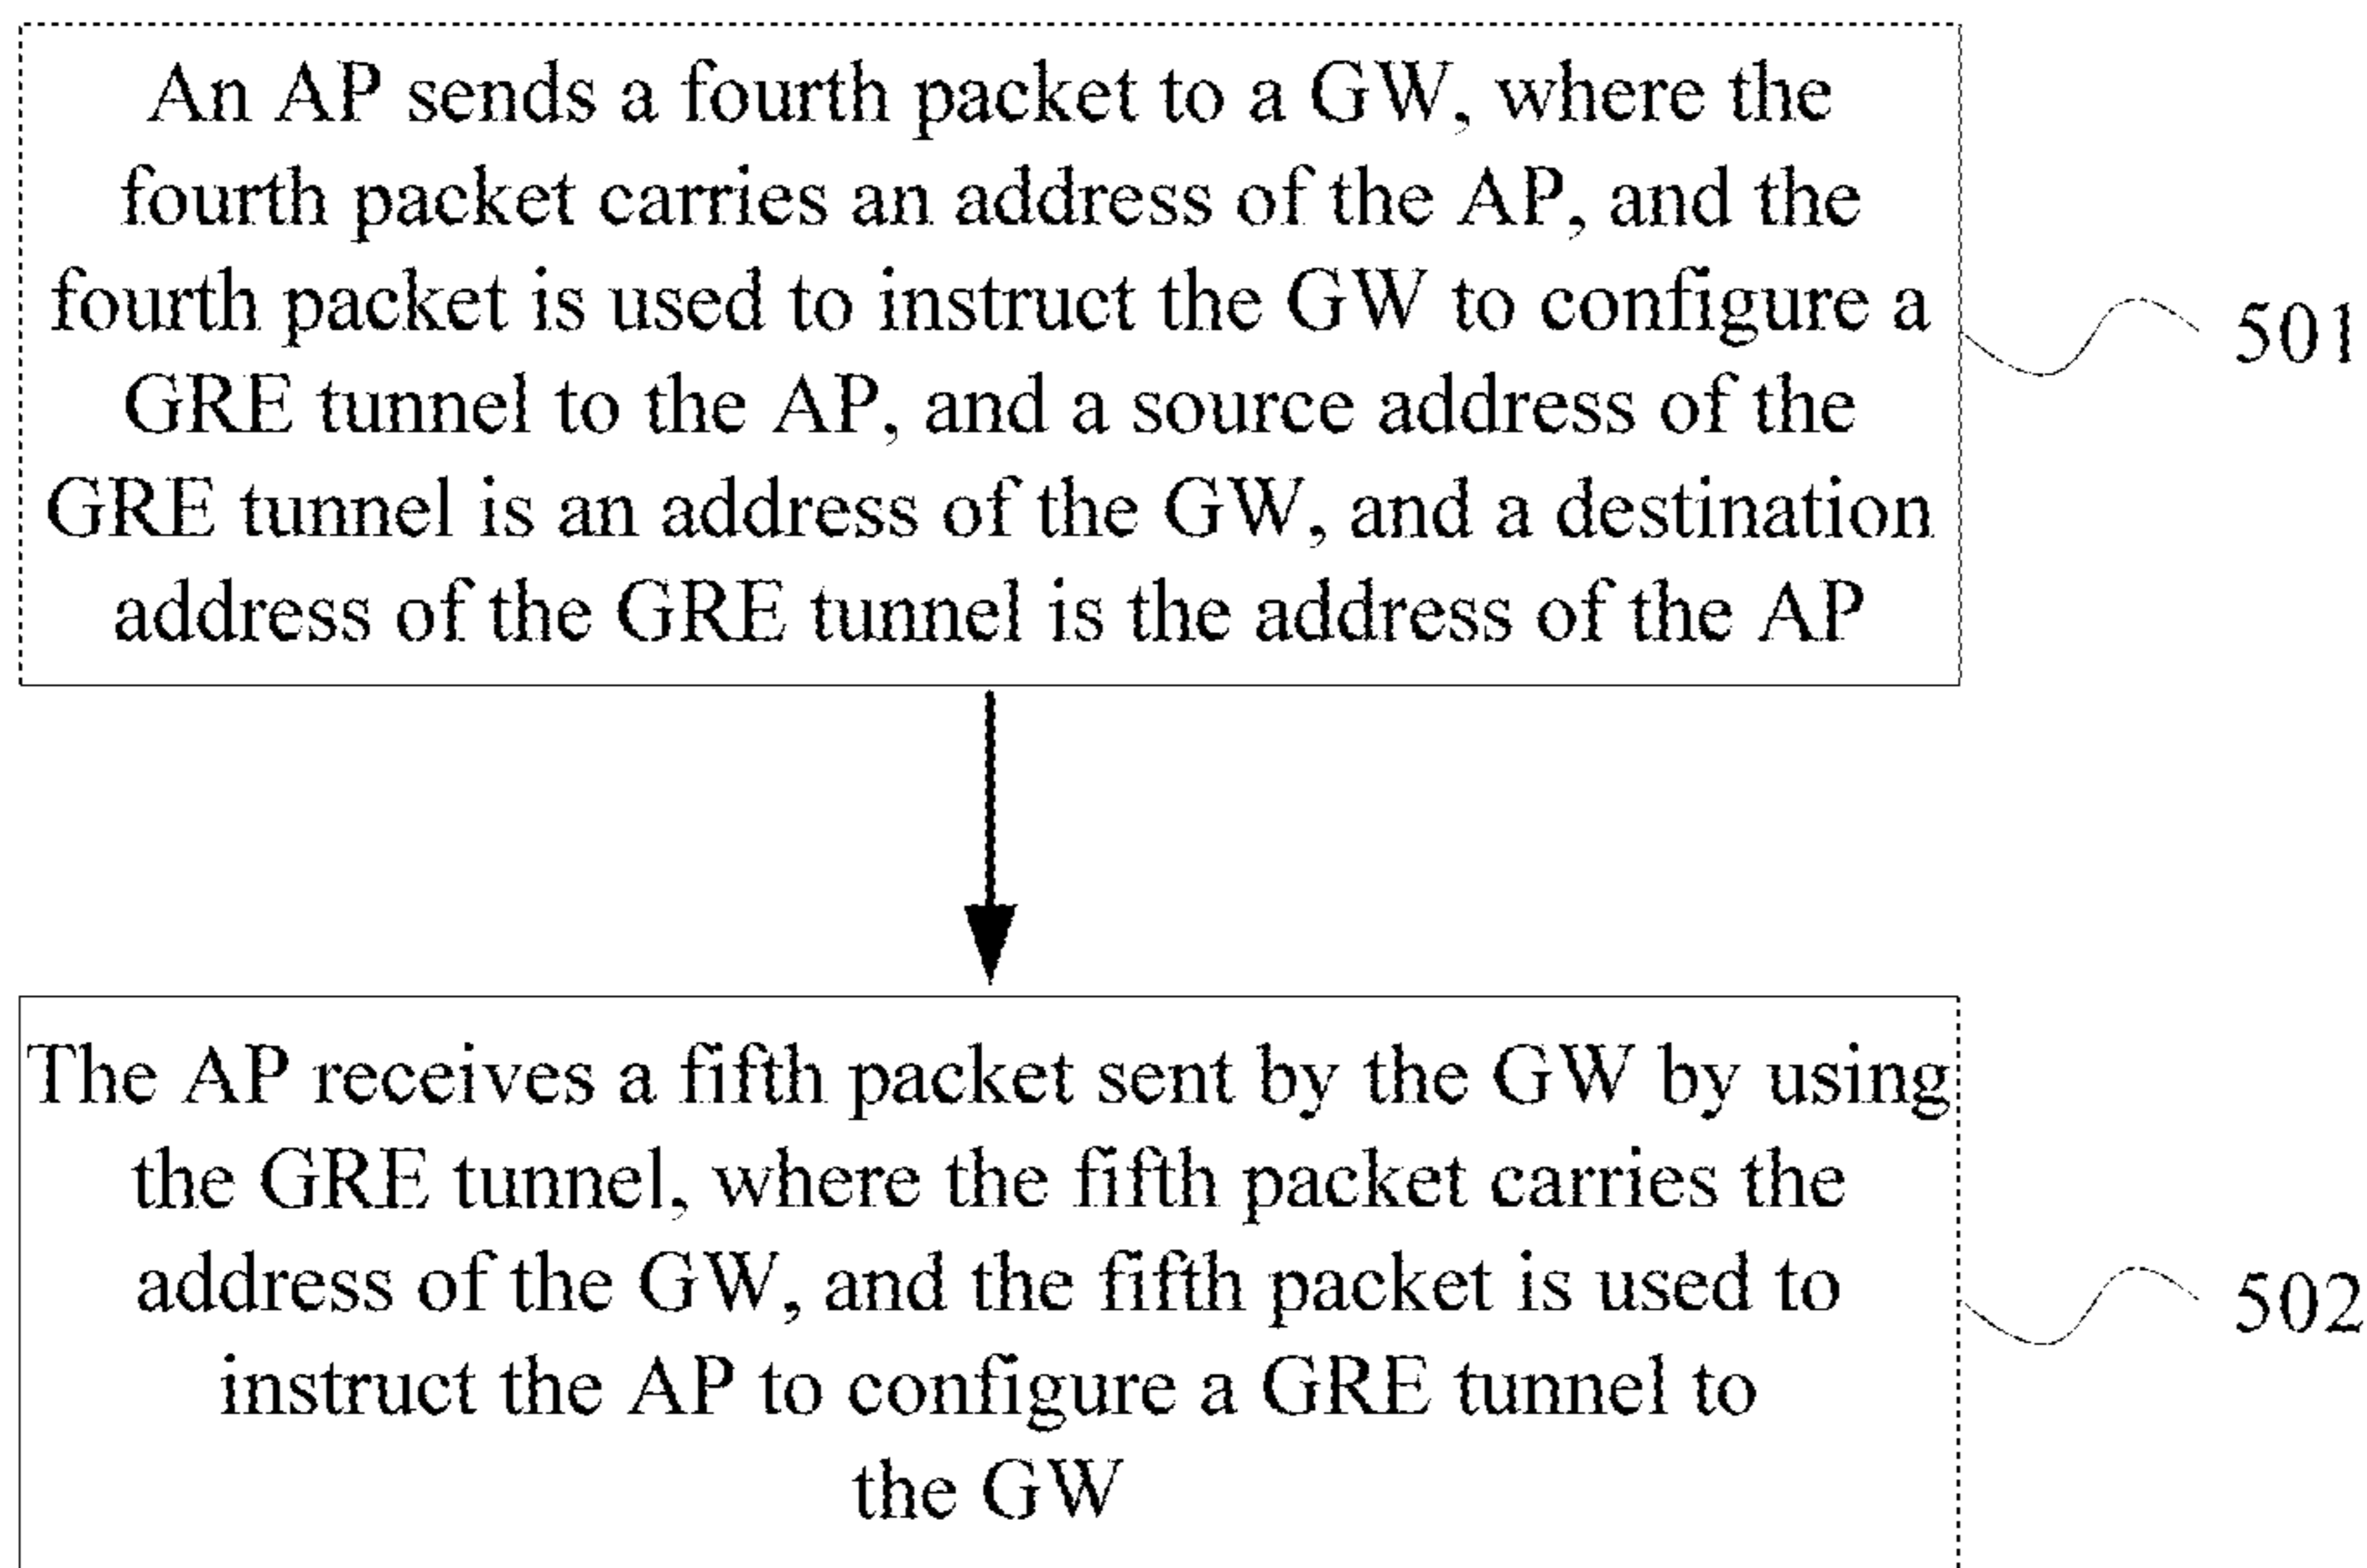 An AP sends a fourth packet to a GW, where the
fourth packet carries an address of the AP, and the
fourth packet is used to instruct the GW to configure a
GRE tunnel to the AP, and a source address of the
GRE tunnel is an address of the GW, and a destination
address of the GRE tunnel is the address of the AP
501
The AP receives a fifth packet sent by the GW by using
the GRE tunnel, where the fifth packet carries the
address of the GW, and the fifth packet is used to
instruct the AP to configure a GRE tunnel to
the GW
502